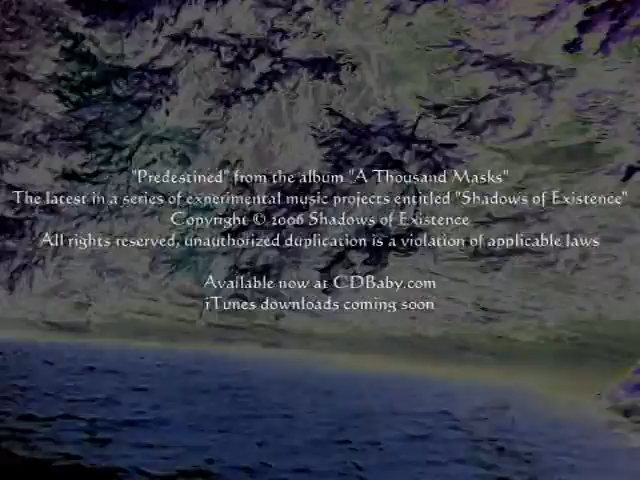 "Predestined" from the album "A Thousand Masks"
The latest in a series of experimental music projects entitled "Shadows of Existence"
Copyright © 2006 Shadows of Existence
All rights reserved, unauthorized duplication is a violation of applicable laws
Available now at CDBaby.com
iTunes downloads coming soon